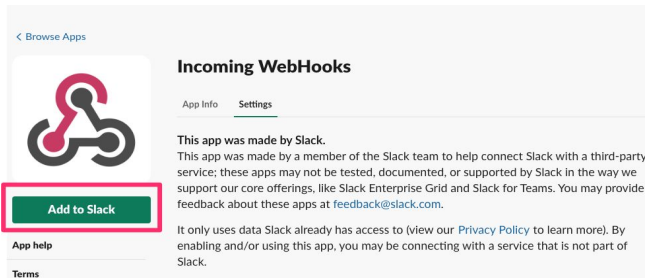 < Browse Apps
Incoming WebHooks
App Info Settings
This app was made by Slack.
This app was made by a member of the Slack team to help connect Slack with a third-party
service; these apps may not be tested, documented, or supported by Slack in the way we
support our core offerings, like Slack Enterprise Grid and Slack for Teams. You may provide
feedback about these apps at feedback@slack.com.
Add to Slack
It only uses data Slack already has access to (view our Privacy Policy to learn more). By
enabling and/or using this app, you may be connecting with a service that is not part of
Slack.
App help
Terms